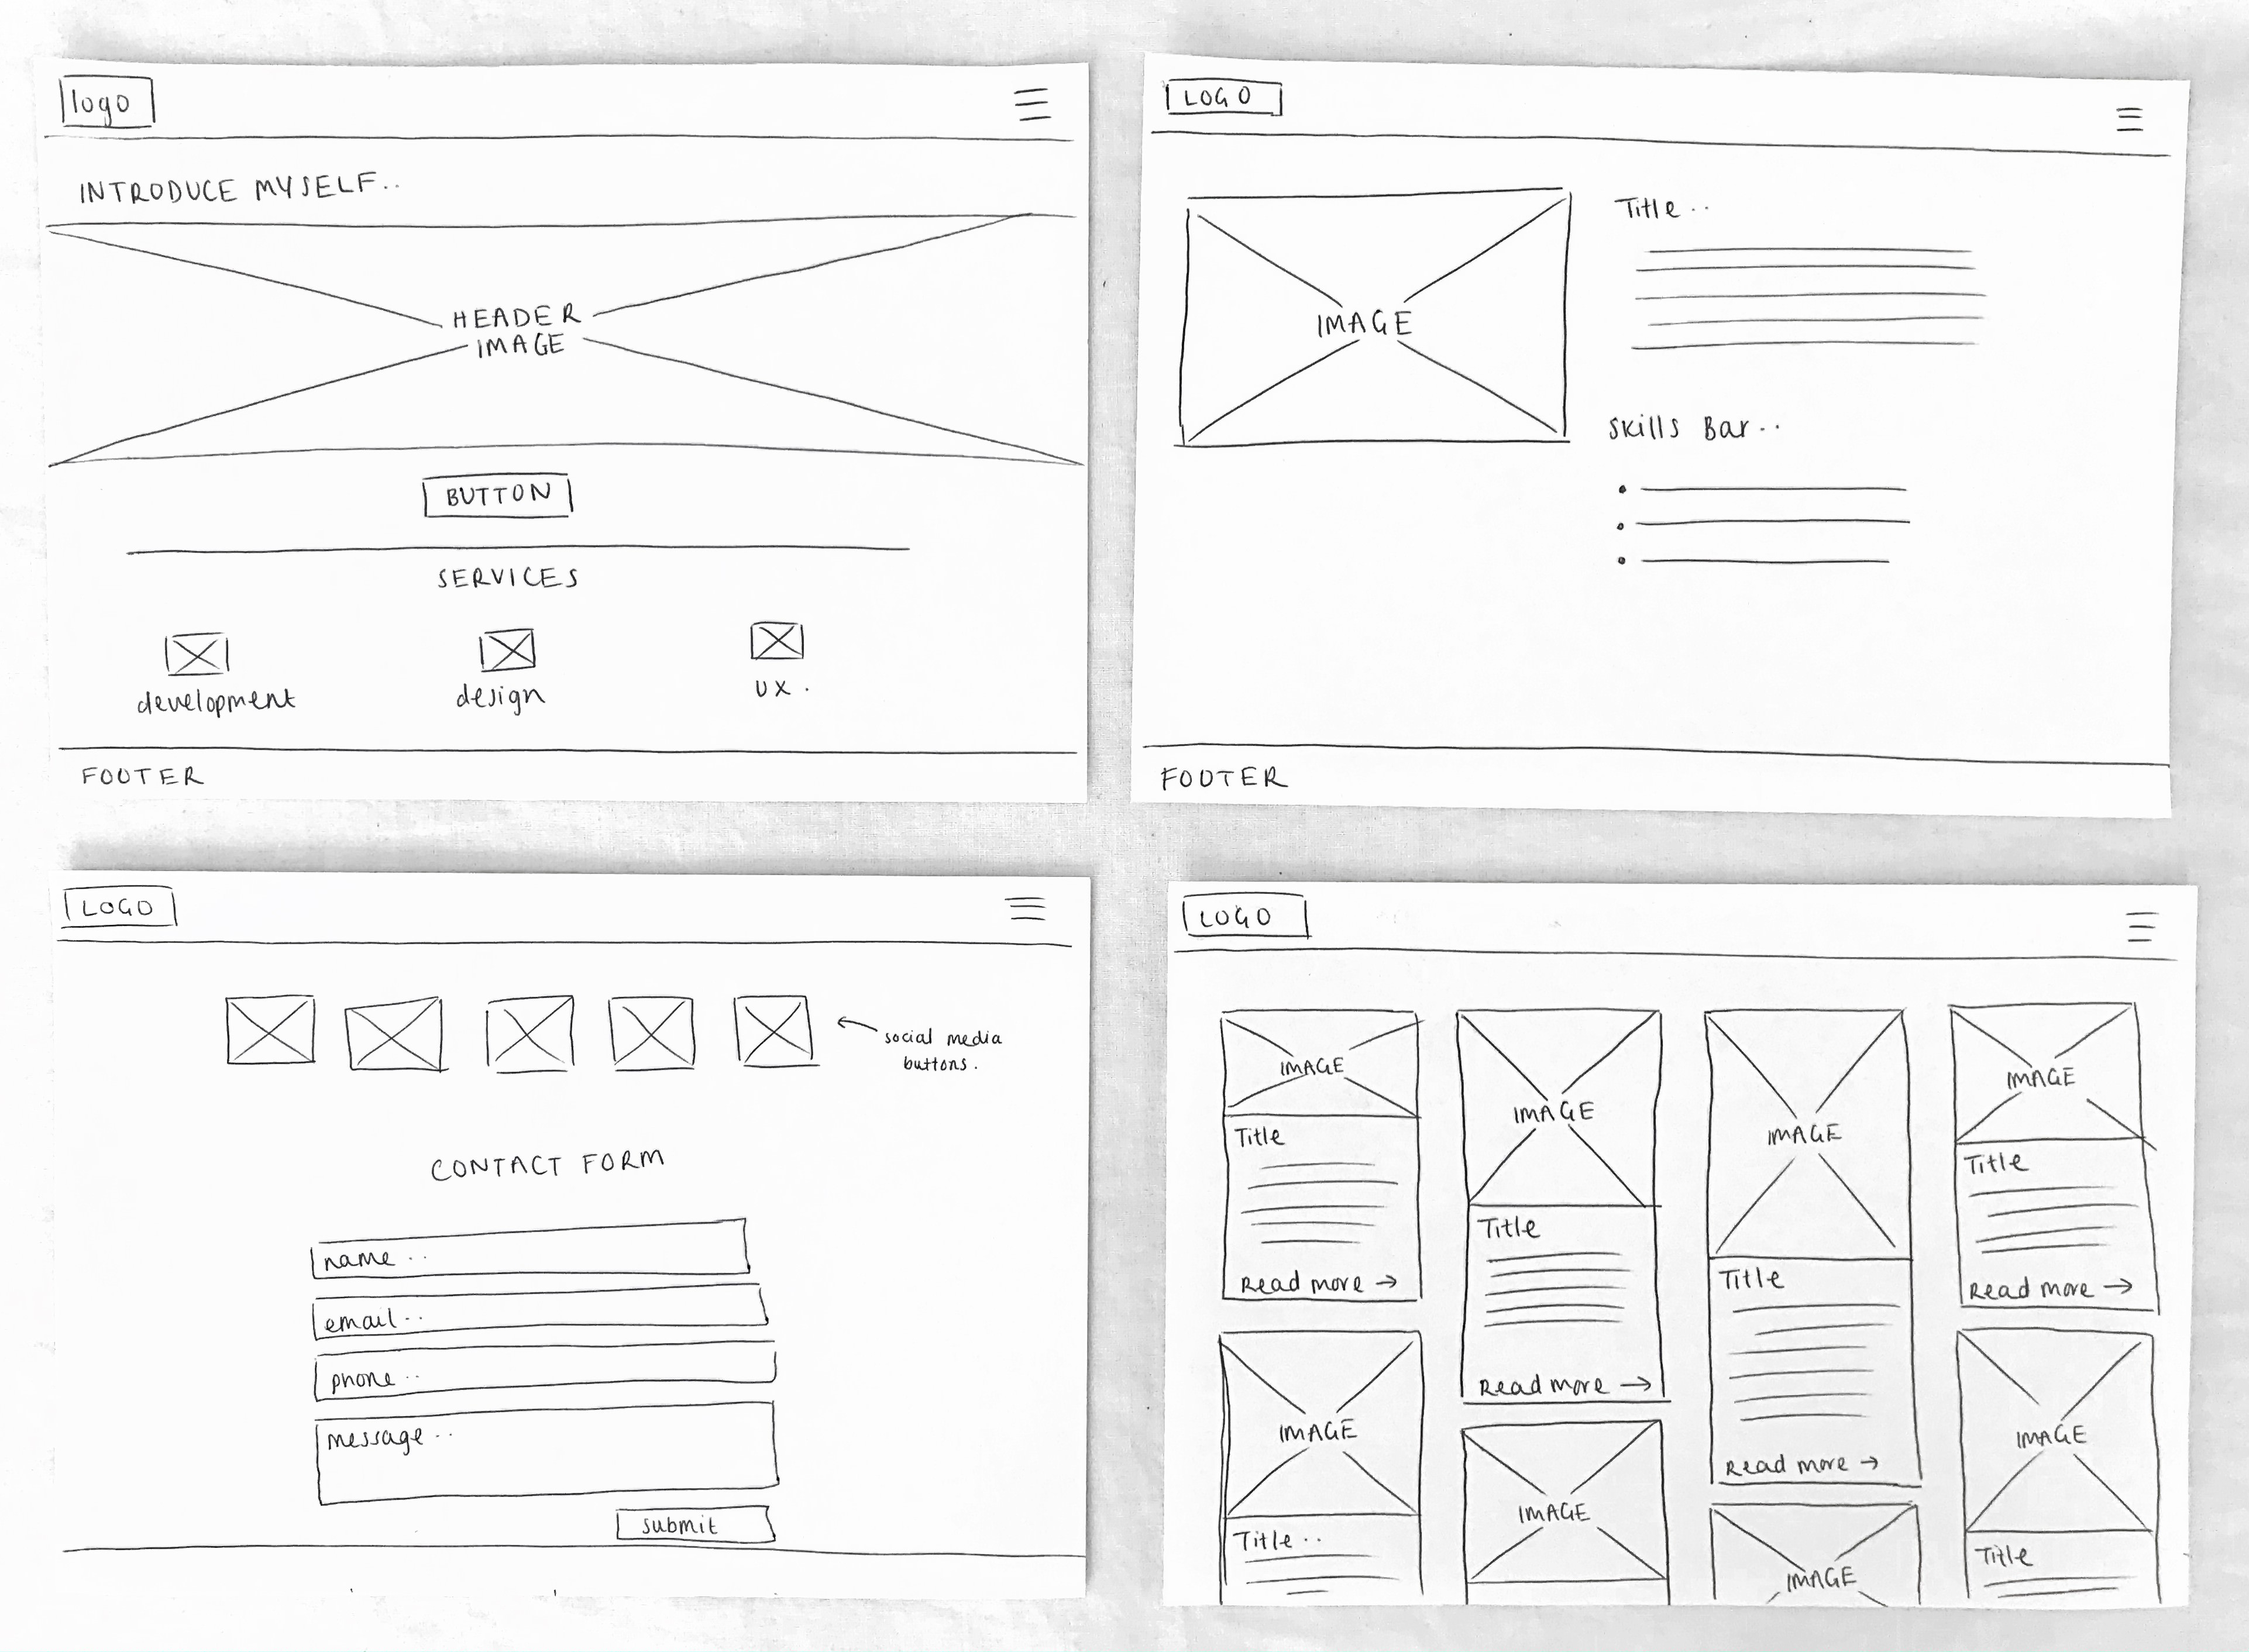 logo
INTRODUCE MYSELF..
HEADER
IMAGE
BUTTON
SERVICES
development
design
UX.
FOOTER
LOGO
IMAGE
Title..
Skills Bar..
FOOTER
LOGO
social media
buttons.
CONTACT FORM
name..
email..
phone..
message..
submit
LOGO
IMAGE
Title
Read more →
IMAGE
Title
Read more →
IMAGE
Title
Read more →
IMAGE
Title
Read more →
IMAGE
Title..
IMAGE
IMAGE
IMAGE
Title